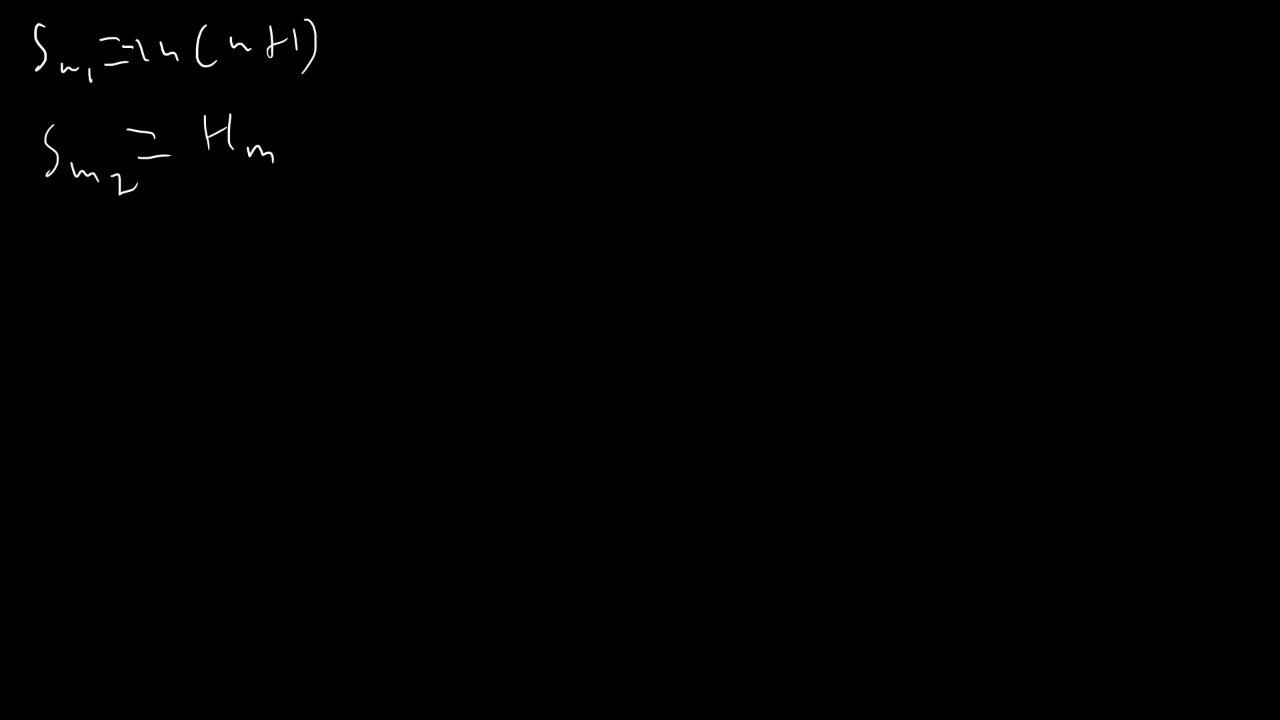 S_{n_1} = -ln(n+1)
S_{m_2} = H_m